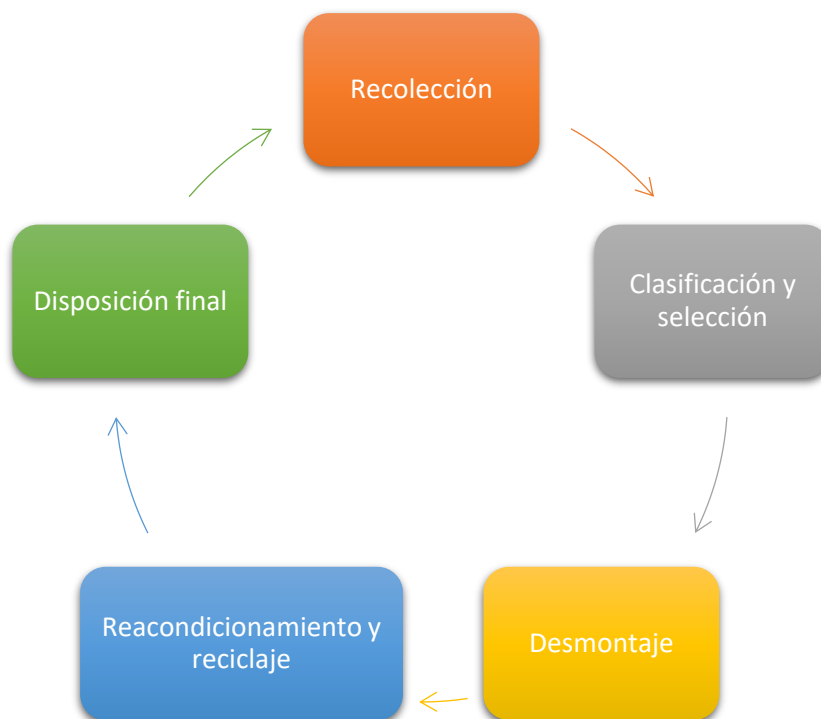 Recolección
Clasificación y
selección
Desmontaje
Reacondicionamiento y
reciclaje
Disposición final